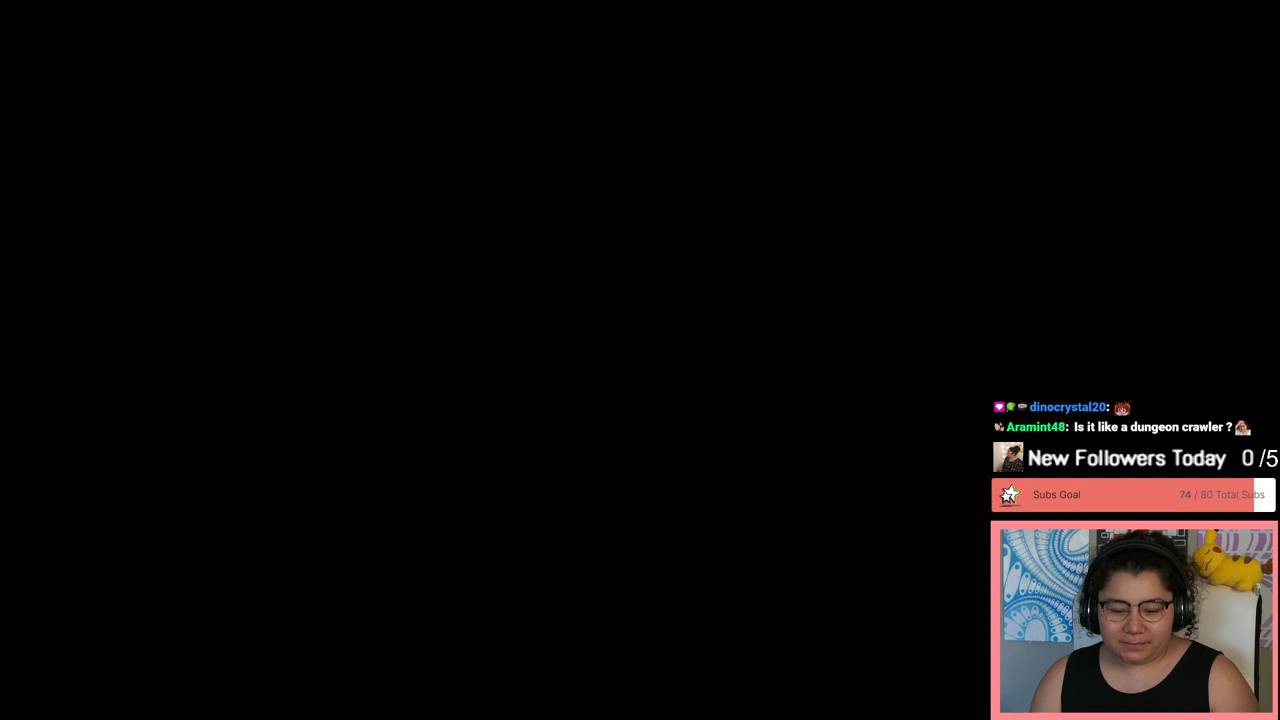 dinocrystal20:
Aramint48: Is it like a dungeon crawler ?
New Followers Today 0 /5
Subs Goal 74 / 80 Total Subs